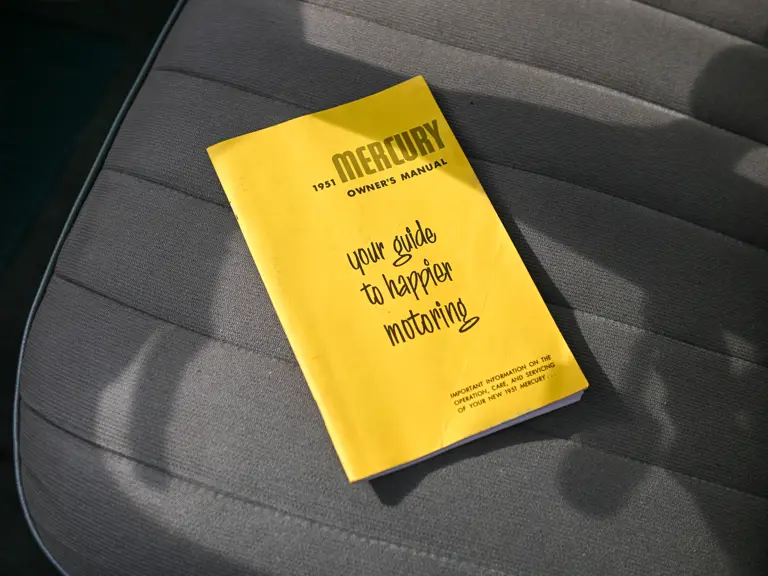 1951 MERCURY
OWNER'S MANUAL
your guide
to happier
motoring
IMPORTANT INFORMATION ON THE
OPERATION, CARE, AND SERVICING
OF YOUR NEW 1951 MERCURY...